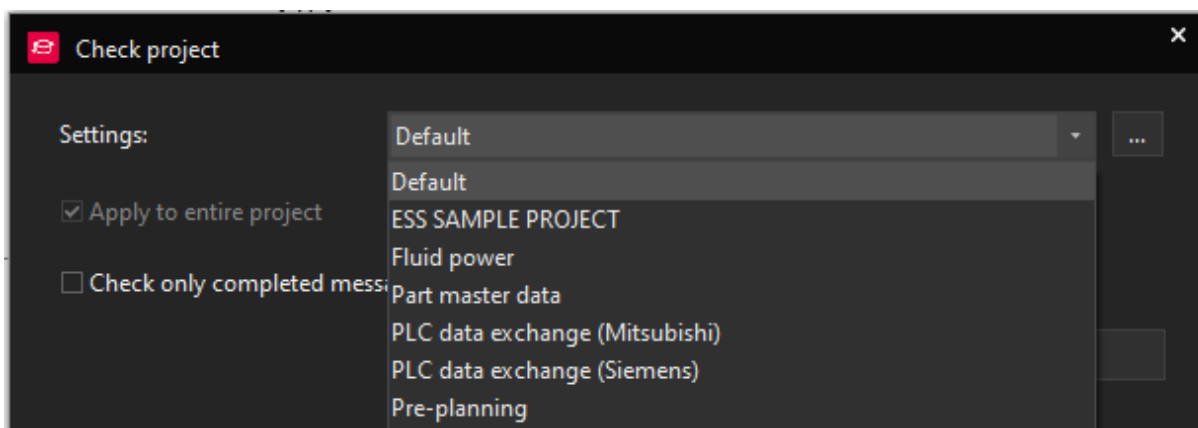 Check project
Settings:
Default
...
Default
Apply to entire project
ESS SAMPLE PROJECT
Fluid power
Check only completed messa
Part master data
PLC data exchange (Mitsubishi)
PLC data exchange (Siemens)
Pre-planning